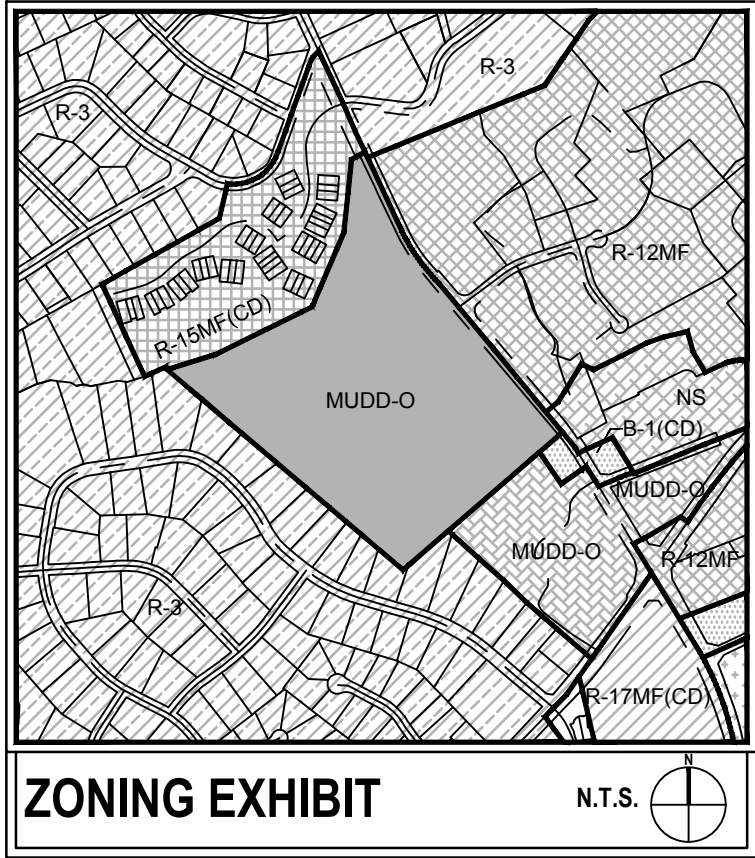 R-3
R-3
R-12MF
R-15MF(CD)
MUDD-O
NS
B-1(CD)
MUDD-O
MUDD-O
R-12MF
R-3
R-17MF(CD)
ZONING EXHIBIT
N.T.S.
N